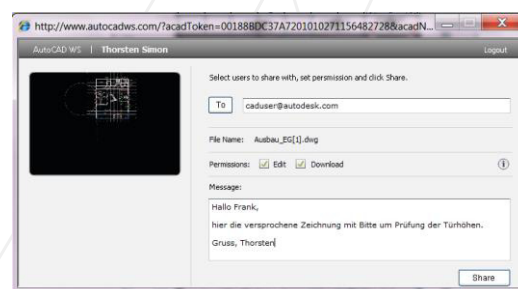 http://www.autocadws.com/?acadToken=00188BDC37A7201010271156482728&acadN...
AutoCAD WS | Thorsten Simon
Logout
Select users to share with, set persmission and click Share.
To caduser@autodesk.com
File Name: Ausbau_EG[1].dwg
Permissions: Edit Download
Message:
Hallo Frank,
hier die versprochene Zeichnung mit Bitte um Prüfung der Türhöhen.
Gruss, Thorsten
Share